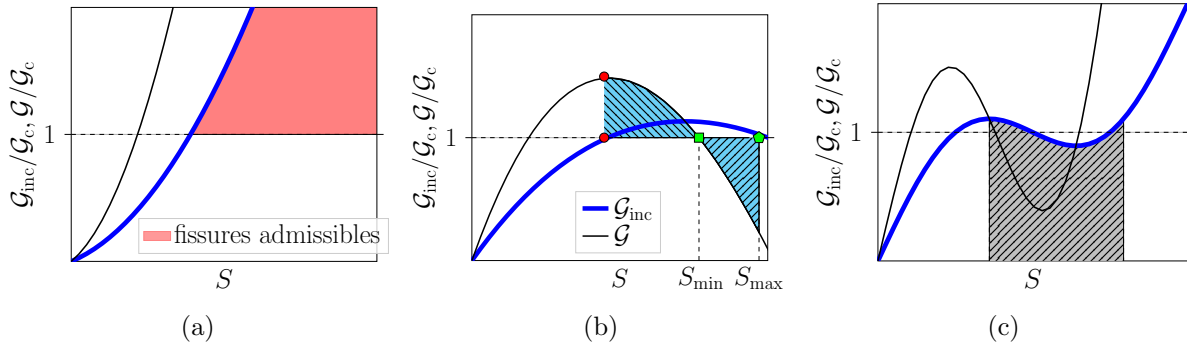 𝒢inc/𝒢c, 𝒢/𝒢c
1
fissures admissibles
S
(a)
𝒢inc/𝒢c, 𝒢/𝒢c
1
𝒢inc
𝒢
S
Smin
Smax
(b)
𝒢inc/𝒢c, 𝒢/𝒢c
1
S
(c)